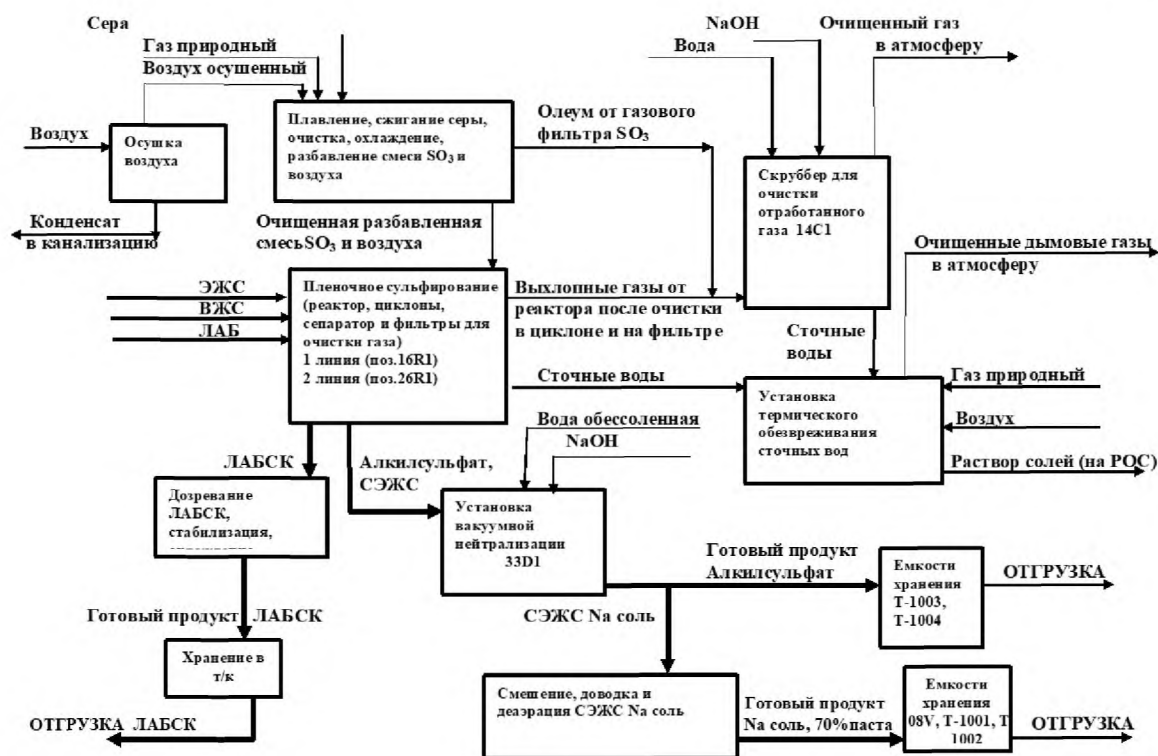 Сера
Газ природный
Воздух осушенный
NaOH
Вода
Очищенный газ
в атмосферу
Воздух
Осушка
воздуха
Плавление, сжигание серы,
очистка, охлаждение,
разбавление смеси SO₃ и
воздуха
Олеум от газового
фильтра SO₃
Скруббер для
очистки
отработанного
газа 14С1
Конденсат
в канализацию
Очищенная разбавленная
смесьSO₃ и воздуха
Очищенные дымовые газы
в атмосферу
ЭЖС
ВЖС
ЛАБ
Пленочное сульфирование
(реактор, циклоны,
сепаратор и фильтры для
очистки газа)
1 линия (поз.16R1)
2 линия (поз.26R1)
Выхлопные газы от
реактора после очистки
в циклоне и на фильтре
Сточные
воды
Сточные воды
Установка
термического
обезвреживания
сточных вод
Газ природный
Воздух
Раствор солей (на РОС)
Вода обессоленная
NaOH
ЛАБСК
Алкилсульфат,
СЭЖС
Дозревание
ЛАБСК,
стабилизация,
Установка
вакуумной
нейтрализации
33D1
Готовый продукт
Алкилсульфат
Емкости
хранения
Т-1003,
Т-1004
ОТГРУЗКА
Готовый продукт ЛАБСК
СЭЖС Na соль
Хранение в
т/к
ОТГРУЗКА ЛАБСК
Смешение, доводка и
деаэрация СЭЖС Na соль
Готовый продукт
Na соль, 70%паста
Емкости
хранения
08V, Т-1001, Т
1002
ОТГРУЗКА